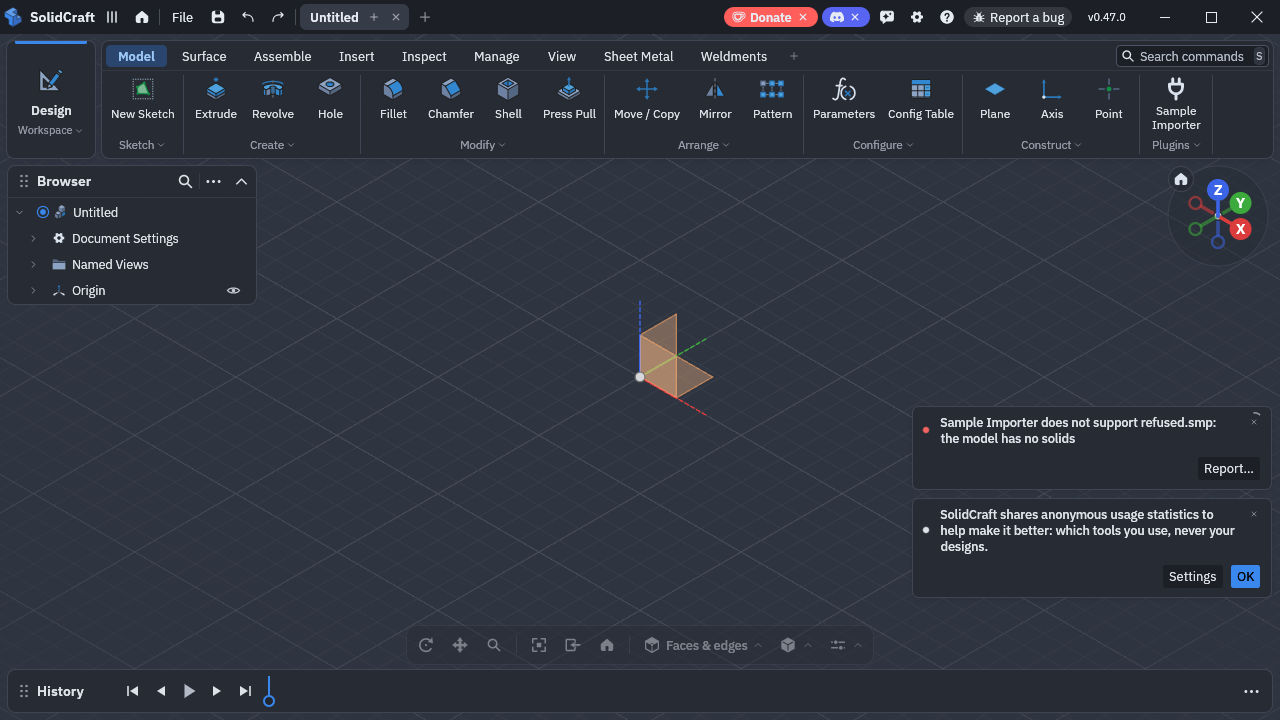 SolidCraft
File
Untitled
Donate
Report a bug
v0.47.0
Design
Workspace
Model
Surface
Assemble
Insert
Inspect
Manage
View
Sheet Metal
Weldments
Search commands
S
New Sketch
Extrude
Revolve
Hole
Fillet
Chamfer
Shell
Press Pull
Move / Copy
Mirror
Pattern
Parameters
Config Table
Plane
Axis
Point
Sample
Importer
Sketch
Create
Modify
Arrange
Configure
Construct
Plugins
Browser
Untitled
Document Settings
Named Views
Origin
Z
Y
X
Sample Importer does not support refused.smp:
the model has no solids
Report...
SolidCraft shares anonymous usage statistics to
help make it better: which tools you use, never your
designs.
Settings
OK
Faces & edges
History